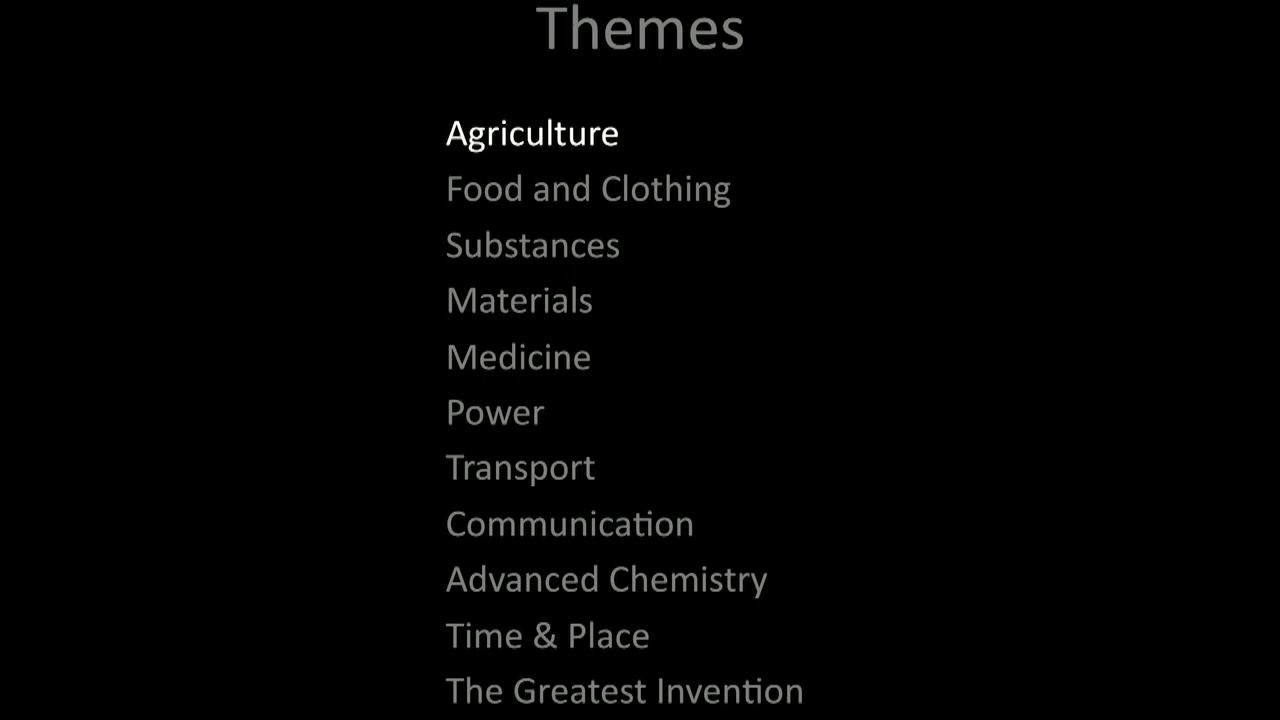 Themes
Agriculture
Food and Clothing
Substances
Materials
Medicine
Power
Transport
Communication
Advanced Chemistry
Time & Place
The Greatest Invention